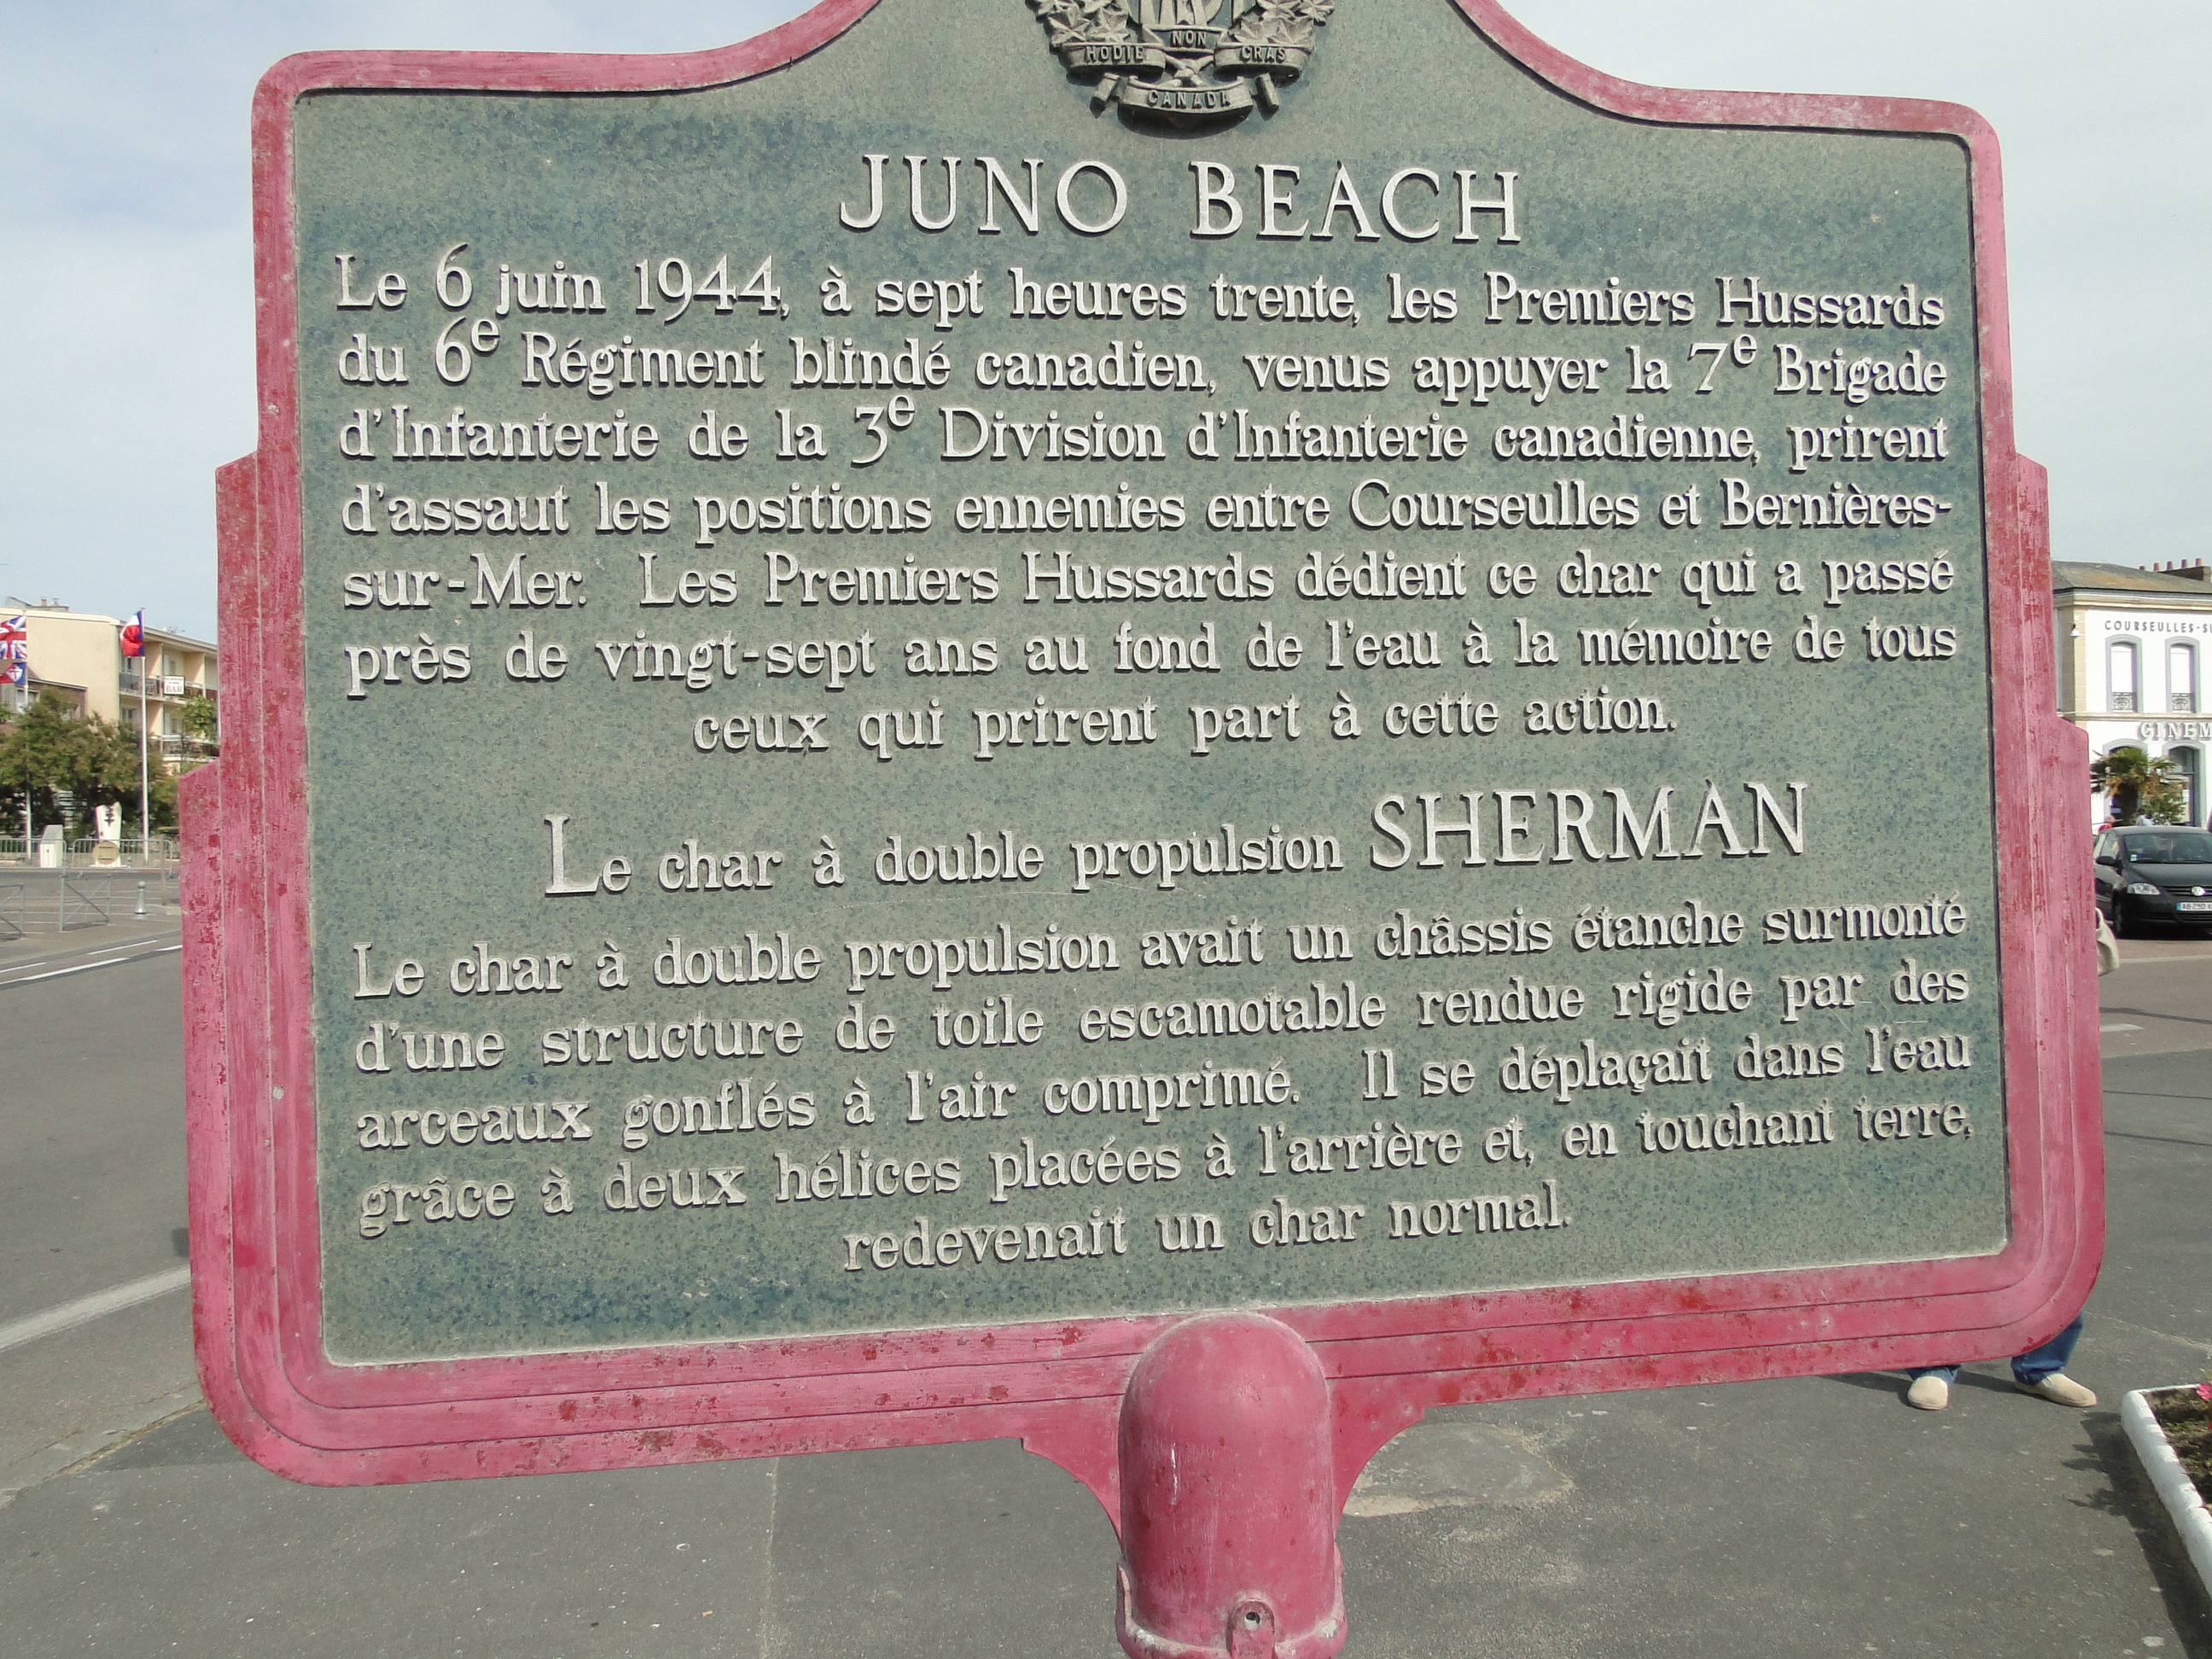 HODIE NON CRAS
CANADA
JUNO BEACH
Le 6 juin 1944, à sept heures trente, les Premiers Hussards
du 6e Régiment blindé canadien, venus appuyer la 7e Brigade
d'Infanterie de la 3e Division d'Infanterie canadienne, prirent
d'assaut les positions ennemies entre Courseulles et Bernières-
sur-Mer. Les Premiers Hussards dédient ce char qui a passé
près de vingt-sept ans au fond de l'eau à la mémoire de tous
ceux qui prirent part à cette action.
Le char à double propulsion SHERMAN
Le char à double propulsion avait un châssis étanche surmonté
d'une structure de toile escamotable rendue rigide par des
arceaux gonflés à l'air comprimé. Il se déplaçait dans l'eau
grâce à deux hélices placées à l'arrière et, en touchant terre,
redevenait un char normal.
COURSEULLES-S
CINEM
BAR